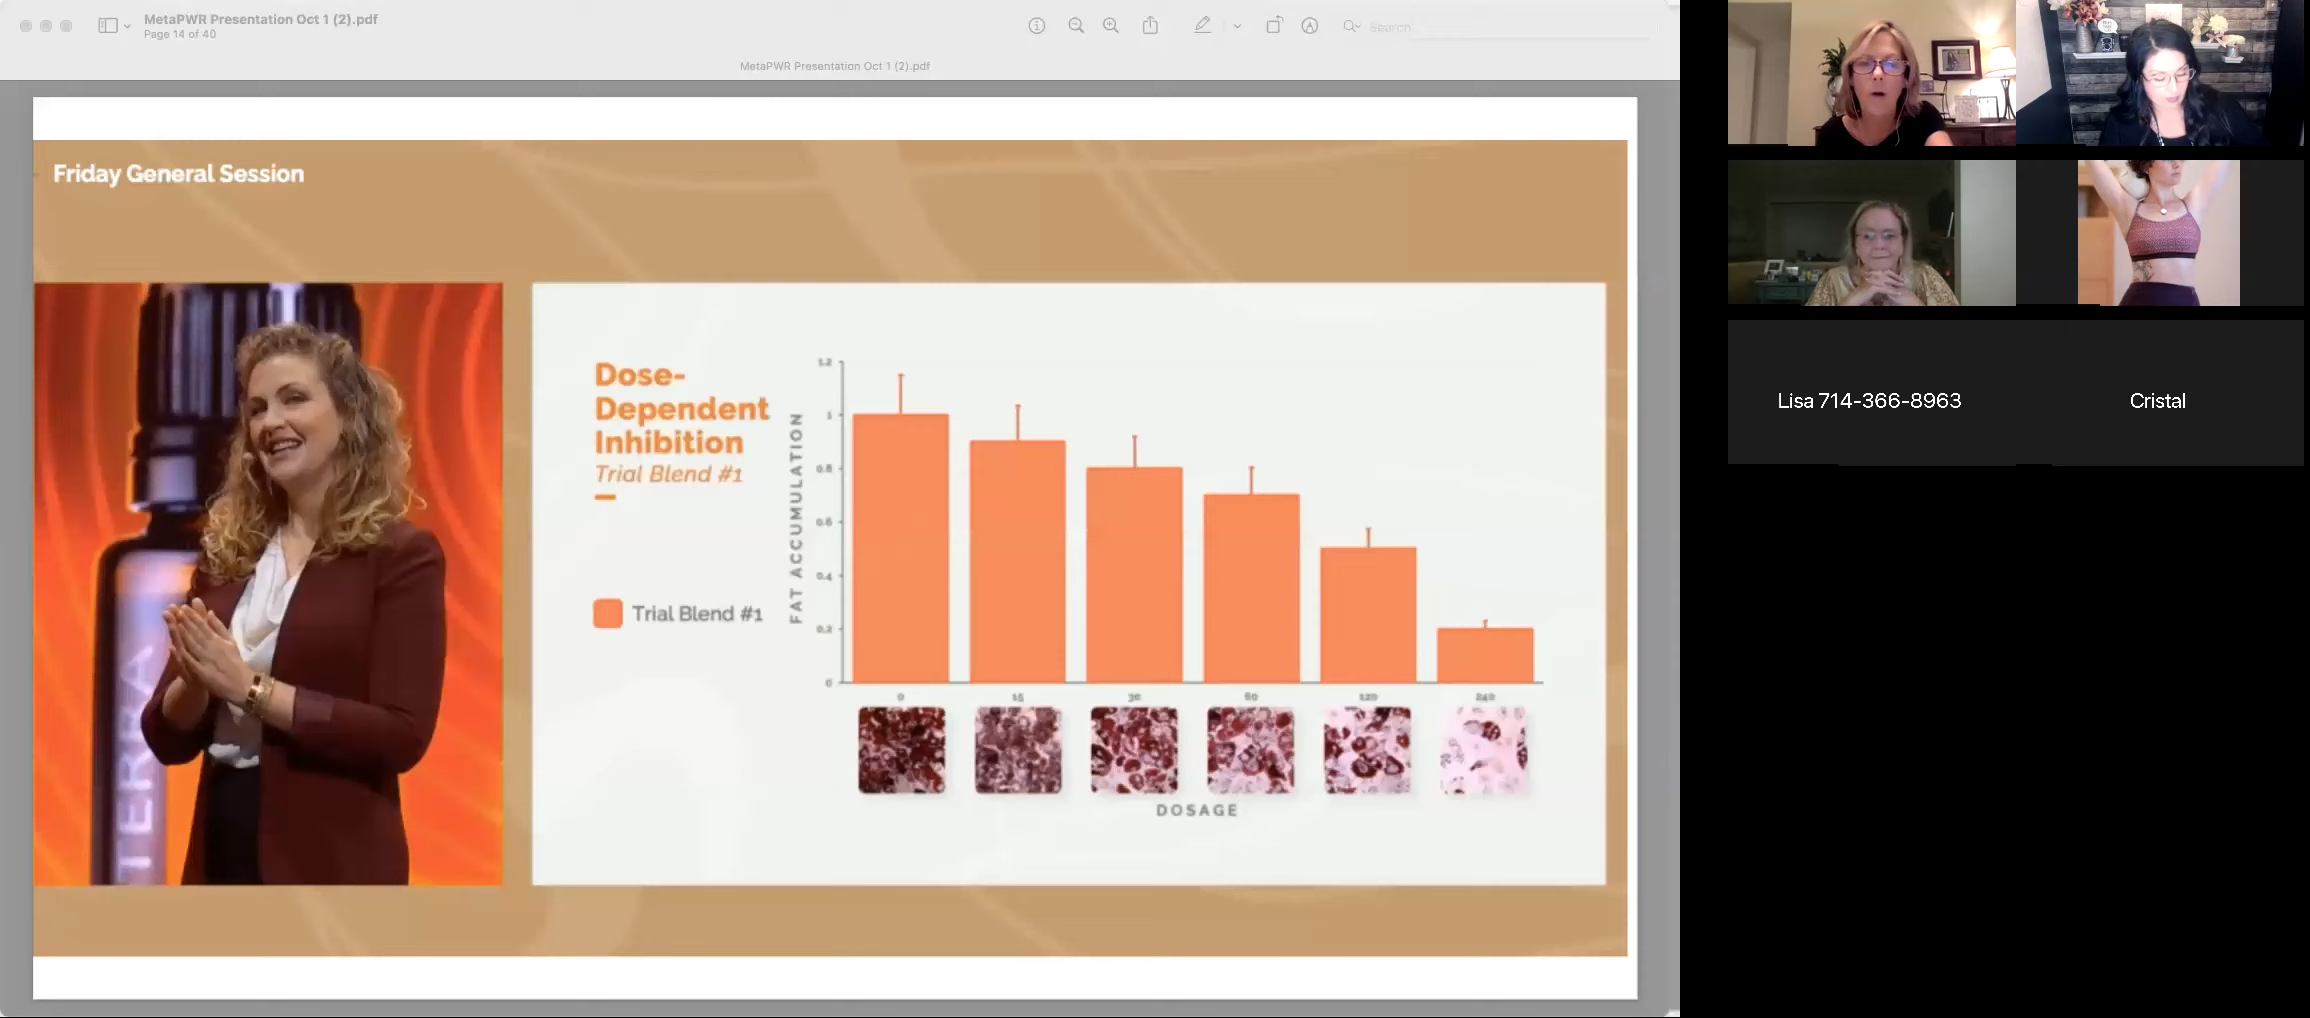 MetaPWR Presentation Oct 1 (2).pdf
Page 14 of 40
Search
MetaPWR Presentation Oct 1 (2).pdf
Friday General Session
TERRA
Dose-
Dependent
Inhibition
Trial Blend #1
Trial Blend #1
FAT ACCUMULATION
1.2
1
0.8
0.6
0.4
0.2
0
0 15 30 60 120 240
DOSAGE
Lisa 714-366-8963
Cristal